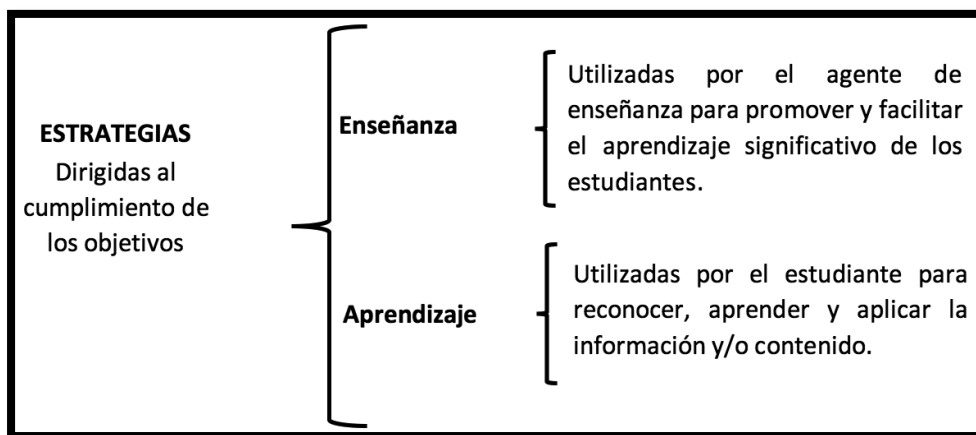 ESTRATEGIAS
Dirigidas al
cumplimiento de
los objetivos
Enseñanza
Utilizadas por el agente de
enseñanza para promover y facilitar
el aprendizaje significativo de los
estudiantes.
Aprendizaje
Utilizadas por el estudiante para
reconocer, aprender y aplicar la
información y/o contenido.